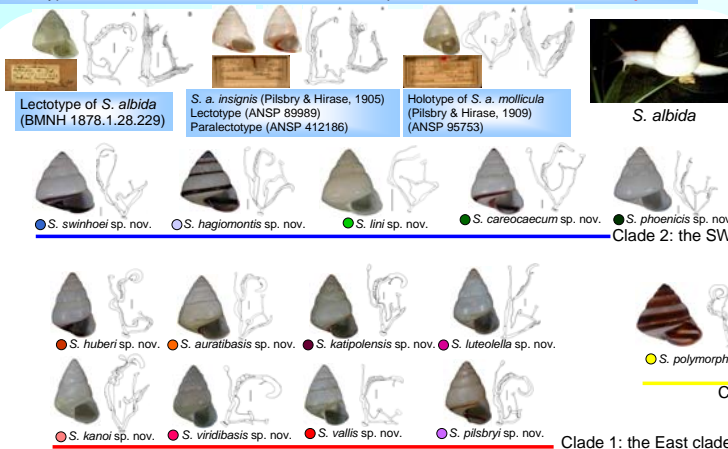 A
B
A
B
A
B
Lectotype of S. albida
(BMNH 1878.1.28.229)
S. a. insignis (Pilsbry & Hirase, 1905)
Lectotype (ANSP 89989)
Paralectotype (ANSP 412186)
Holotype of S. a. mollicula
(Pilsbry & Hirase, 1909)
(ANSP 95753)
S. albida
S. swinhoei sp. nov.
S. hagiomontis sp. nov.
S. lini sp. nov.
S. careocaecum sp. nov.
S. phoenicis sp. nov
Clade 2: the SW
S. huberi sp. nov.
S. auratibasis sp. nov.
S. katipolensis sp. nov.
S. luteolella sp. nov.
S. polymorph
S. kanoi sp. nov.
S. viridibasis sp. nov.
S. vallis sp. nov.
S. pilsbryi sp. nov.
C
Clade 1: the East clade